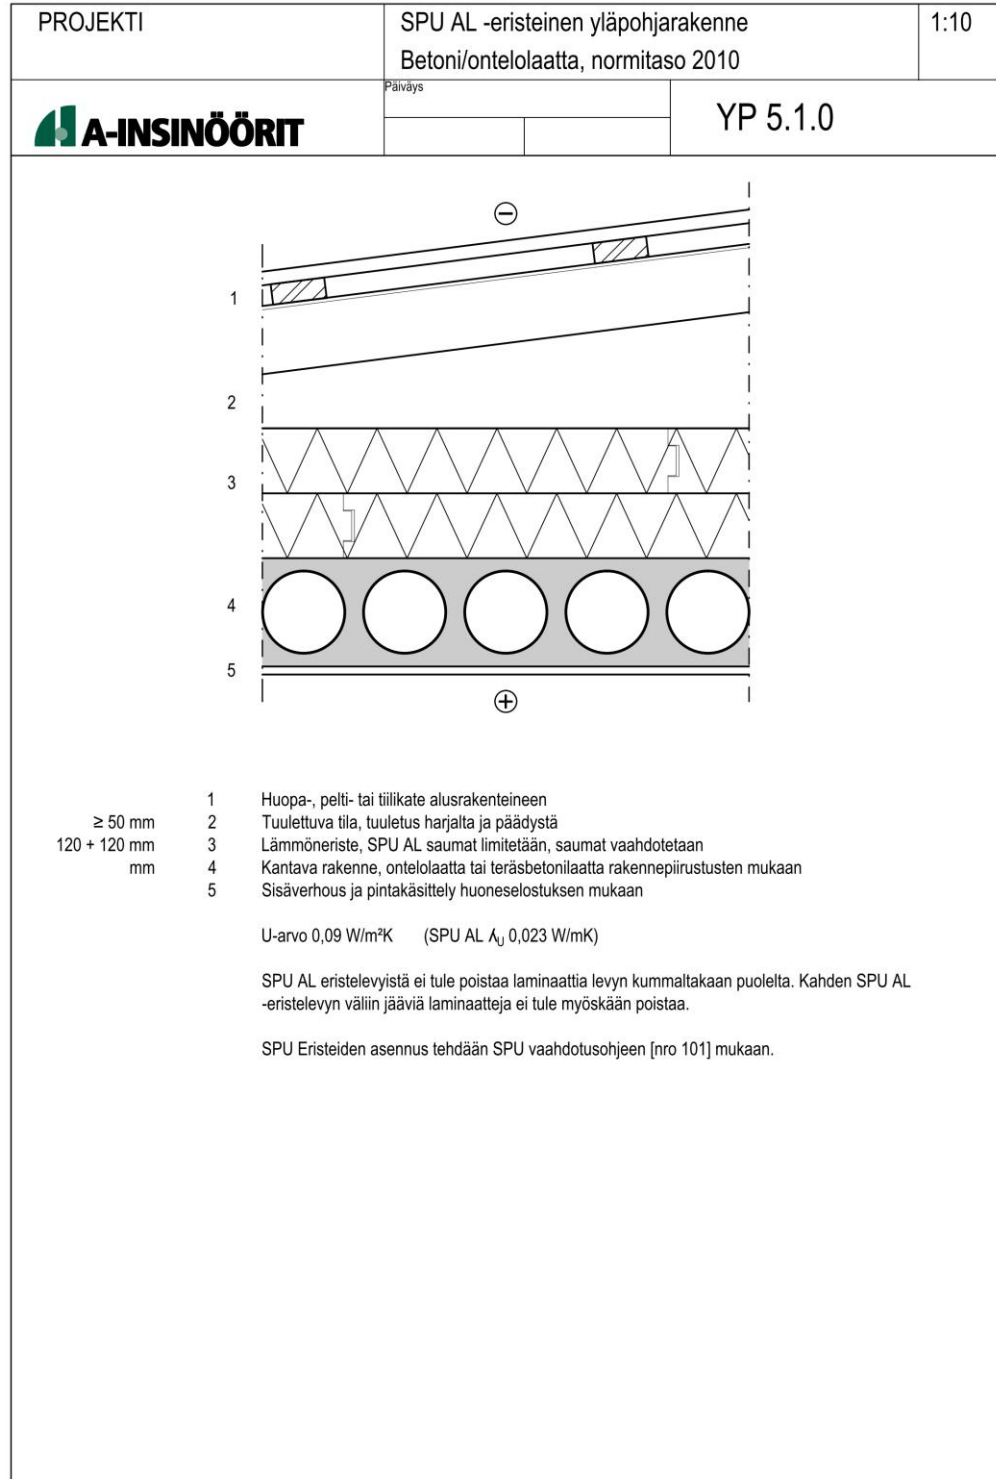 PROJEKTI
SPU AL -eristeinen yläpohjarakenne
Betoni/ontelolaatta, normitaso 2010
1:10
A-INSINÖÖRIT
Päiväys
YP 5.1.0
1
2
3
4
5
1 Huopa-, pelti- tai tiilikate alusrakenteineen
≥ 50 mm 2 Tuulettuva tila, tuuletus harjalta ja päädystä
120 + 120 mm 3 Lämmöneriste, SPU AL saumat limitetään, saumat vaahdotetaan
mm 4 Kantava rakenne, ontelolaatta tai teräsbetonilaatta rakennepiirustusten mukaan
5 Sisäverhous ja pintakäsittely huoneselostuksen mukaan
U-arvo 0,09 W/m²K (SPU AL λU 0,023 W/mK)
SPU AL eristelevyistä ei tule poistaa laminaattia levyn kummaltakaan puolelta. Kahden SPU AL
-eristelevyn väliin jääviä laminaatteja ei tule myöskään poistaa.
SPU Eristeiden asennus tehdään SPU vaahdotusohjeen [nro 101] mukaan.